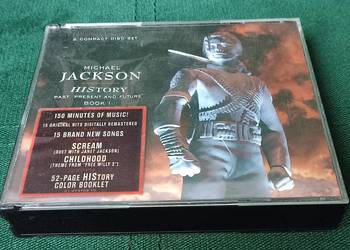 2 COMPACT DISC SET
MICHAEL
JACKSON
HISTORY
PAST, PRESENT AND FUTURE
BOOK I
150 MINUTES OF MUSIC!
15 ORIGINAL HITS DIGITALLY REMASTERED
15 BRAND NEW SONGS
SCREAM
(DUET WITH JANET JACKSON)
CHILDHOOD
(THEME FROM "FREE WILLY 2")
52-PAGE HIStory
COLOR BOOKLET